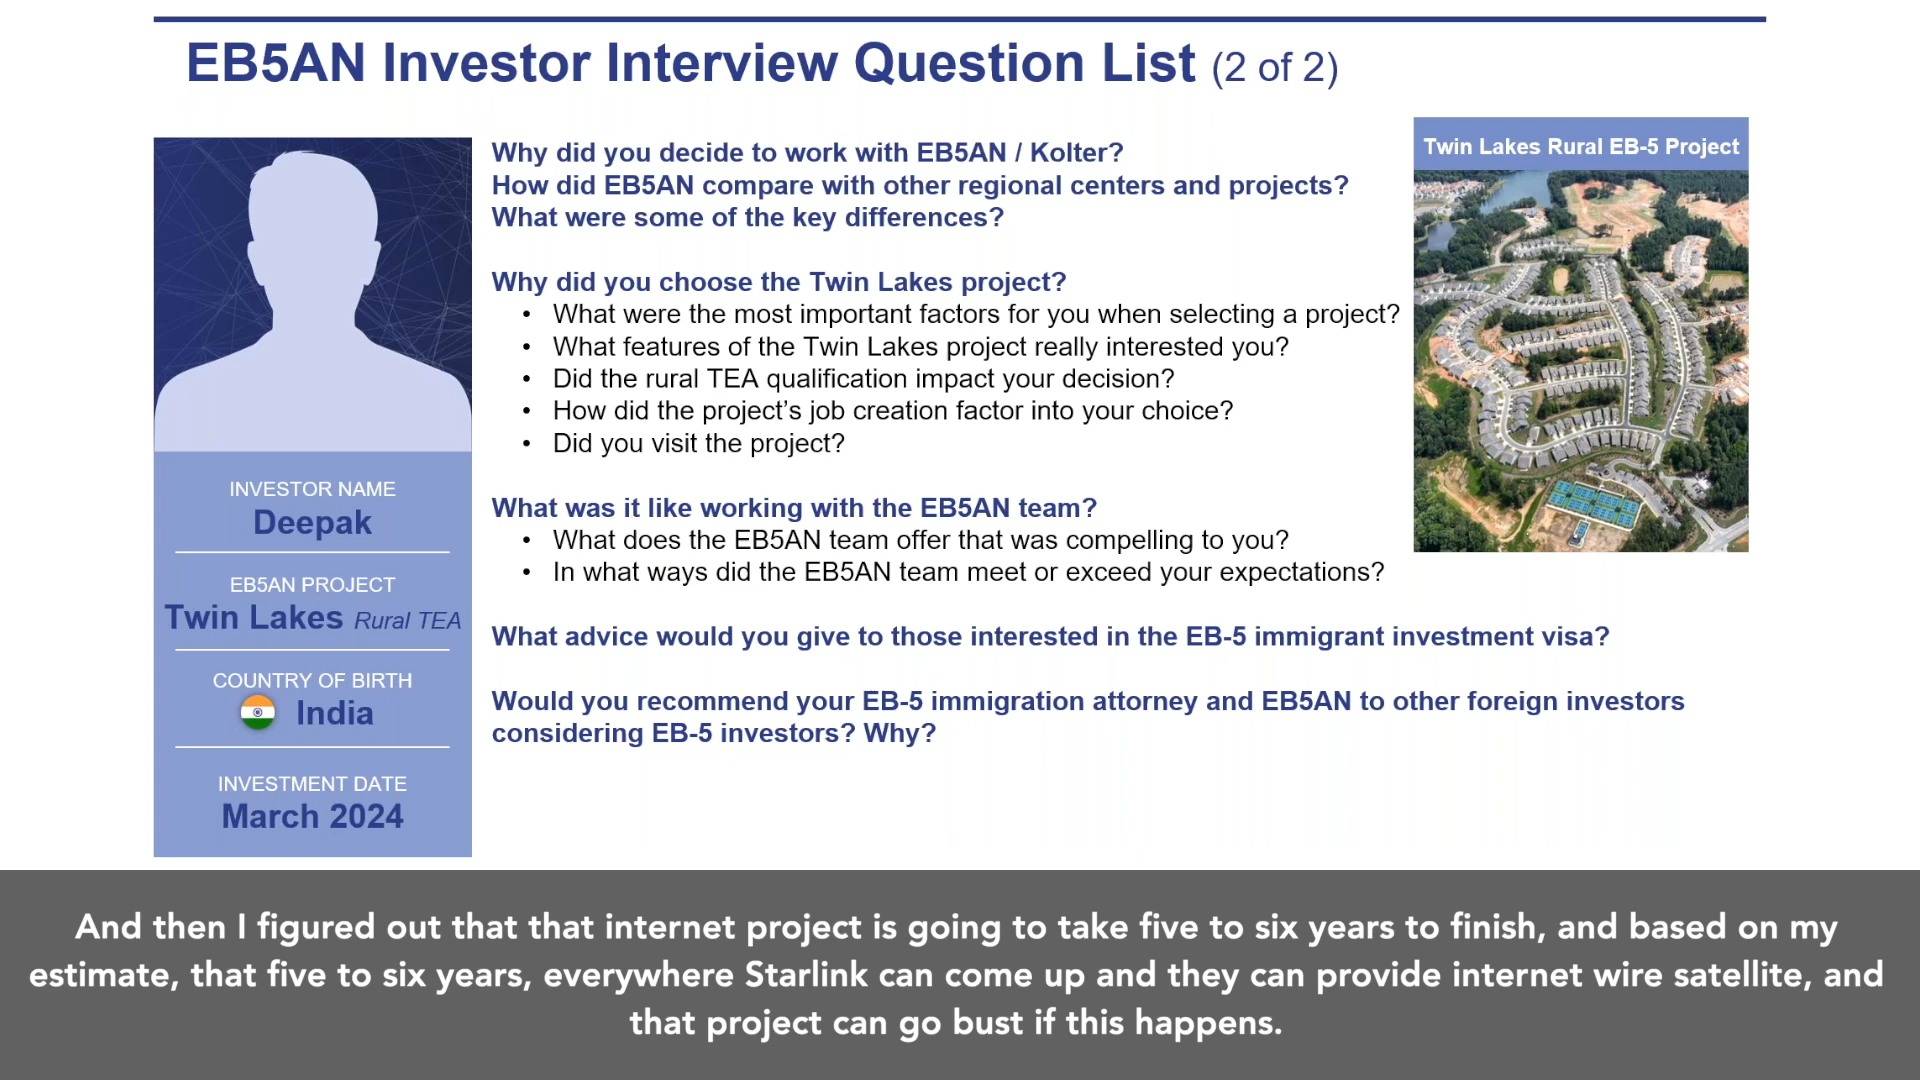 EB5AN Investor Interview Question List (2 of 2)
INVESTOR NAME
Deepak
EB5AN PROJECT
Twin Lakes Rural TEA
COUNTRY OF BIRTH
India
INVESTMENT DATE
March 2024
Why did you decide to work with EB5AN / Kolter?
How did EB5AN compare with other regional centers and projects?
What were some of the key differences?
Why did you choose the Twin Lakes project?
• What were the most important factors for you when selecting a project?
• What features of the Twin Lakes project really interested you?
• Did the rural TEA qualification impact your decision?
• How did the project’s job creation factor into your choice?
• Did you visit the project?
What was it like working with the EB5AN team?
• What does the EB5AN team offer that was compelling to you?
• In what ways did the EB5AN team meet or exceed your expectations?
What advice would you give to those interested in the EB-5 immigrant investment visa?
Would you recommend your EB-5 immigration attorney and EB5AN to other foreign investors
considering EB-5 investors? Why?
Twin Lakes Rural EB-5 Project
And then I figured out that that internet project is going to take five to six years to finish, and based on my
estimate, that five to six years, everywhere Starlink can come up and they can provide internet wire satellite, and
that project can go bust if this happens.